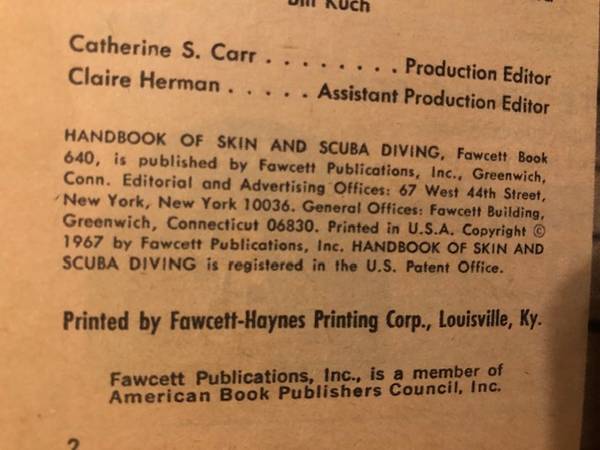 Bill Kuch
Catherine S. Carr . . . . . . . . Production Editor
Claire Herman . . . . . Assistant Production Editor
HANDBOOK OF SKIN AND SCUBA DIVING, Fawcett Book
640, is published by Fawcett Publications, Inc., Greenwich,
Conn. Editorial and Advertising Offices: 67 West 44th Street,
New York, New York 10036. General Offices: Fawcett Building,
Greenwich, Connecticut 06830. Printed in U.S.A. Copyright ©
1967 by Fawcett Publications, Inc. HANDBOOK OF SKIN AND
SCUBA DIVING is registered in the U.S. Patent Office.
Printed by Fawcett-Haynes Printing Corp., Louisville, Ky.
Fawcett Publications, Inc., is a member of
American Book Publishers Council, Inc.
2